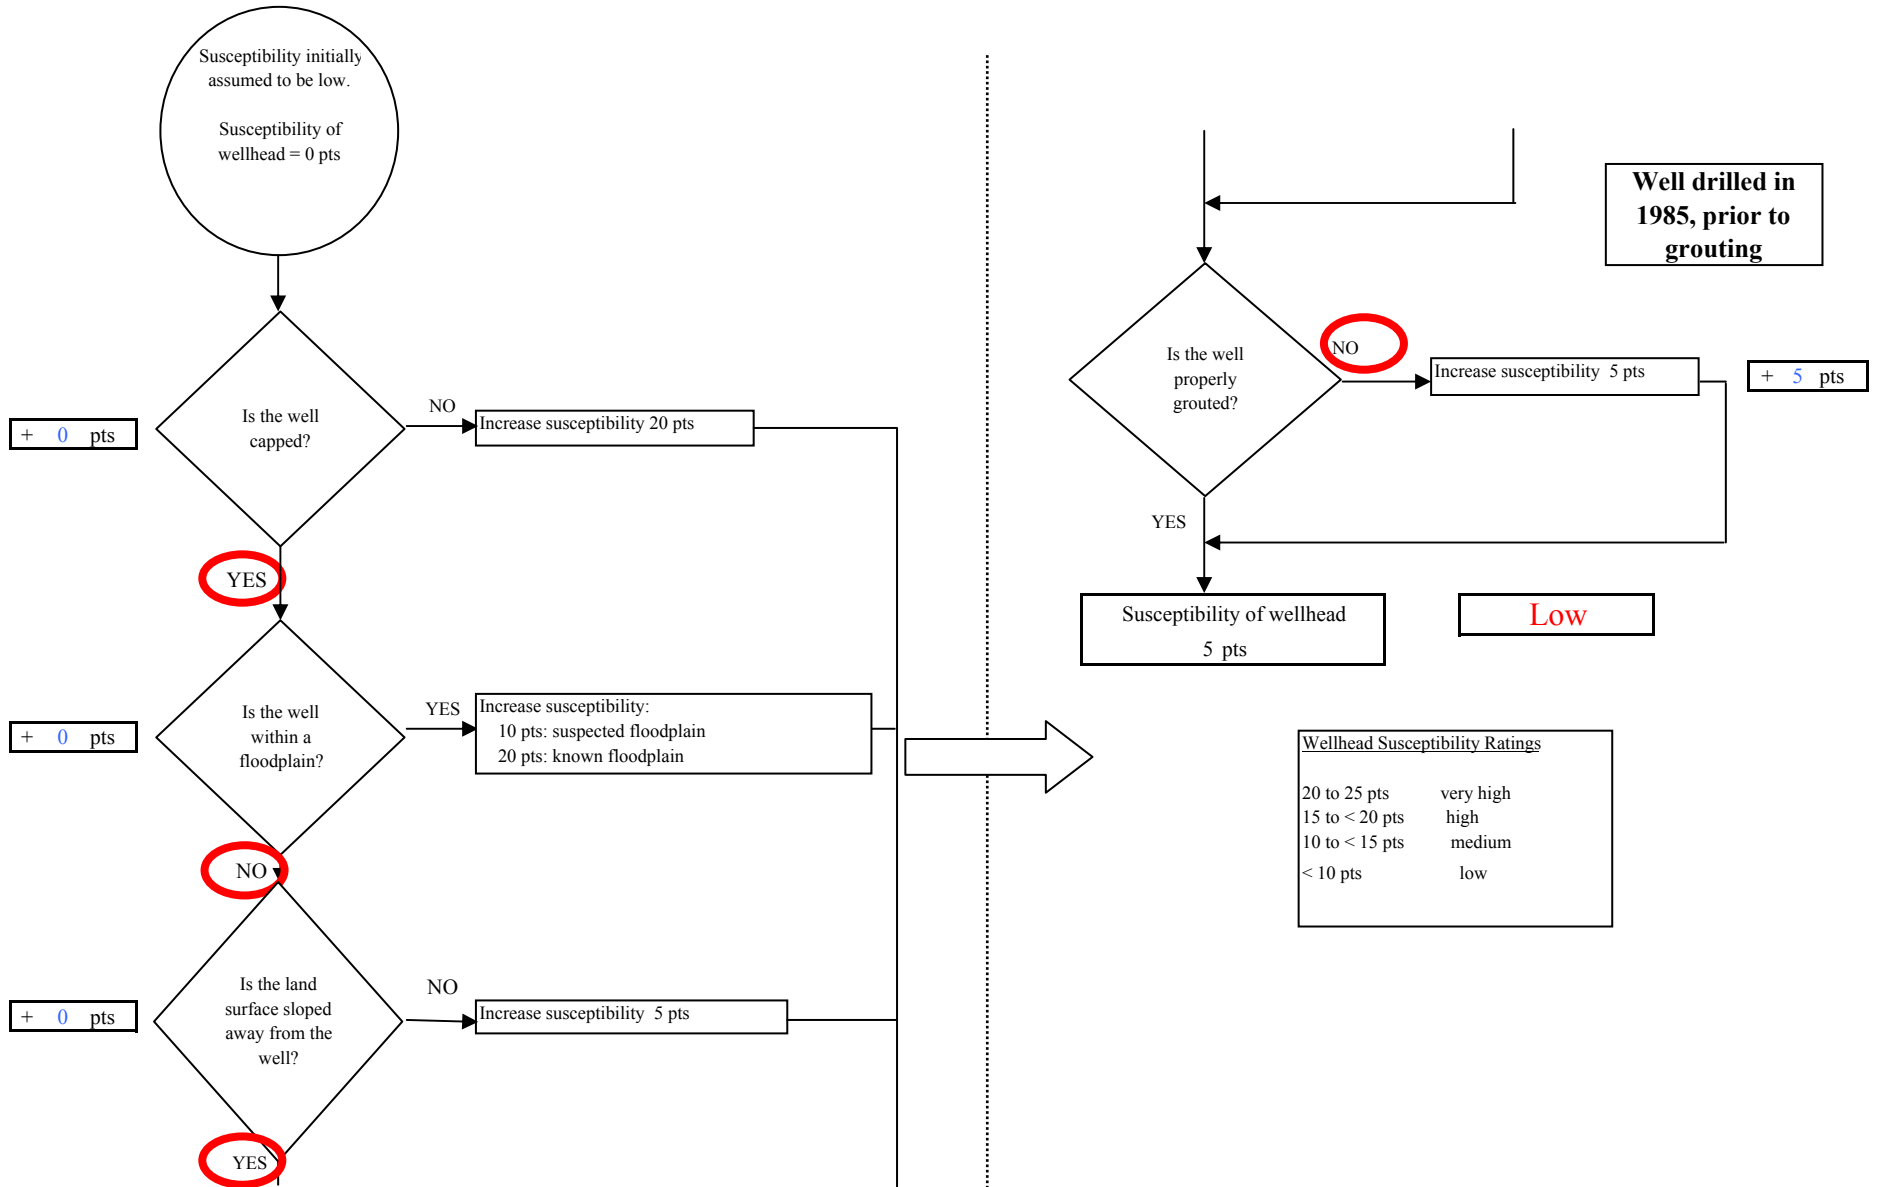 Susceptibility initially
assumed to be low.
Susceptibility of
wellhead = 0 pts
Is the well
capped?
NO
Increase susceptibility 20 pts
+ 0 pts
YES
Is the well
within a
floodplain?
YES
Increase susceptibility:
10 pts: suspected floodplain
20 pts: known floodplain
+ 0 pts
NO
Is the land
surface sloped
away from the
well?
NO
Increase susceptibility 5 pts
+ 0 pts
YES
Well drilled in
1985, prior to
grouting
Is the well
properly
grouted?
NO
Increase susceptibility 5 pts
+ 5 pts
YES
Susceptibility of wellhead
5 pts
Low
Wellhead Susceptibility Ratings
20 to 25 pts very high
15 to < 20 pts high
10 to < 15 pts medium
< 10 pts low